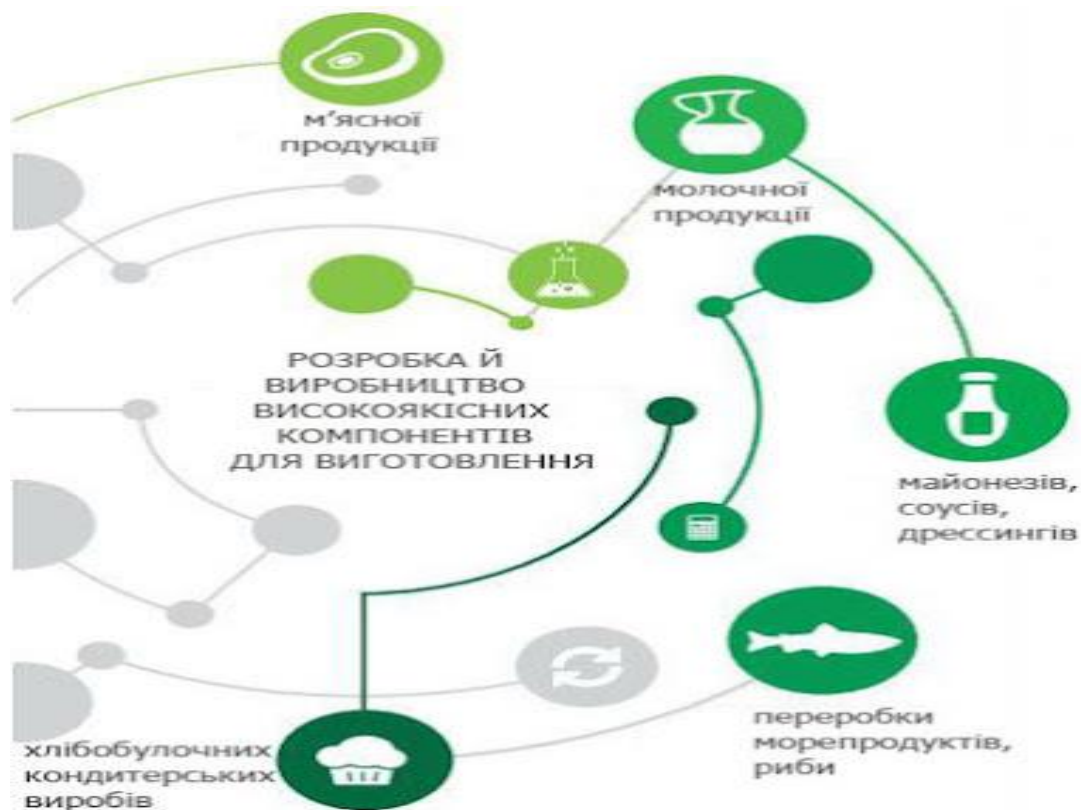 м'ясної
продукції
молочної
продукції
РОЗРОБКА Й
ВИРОБНИЦТВО
ВИСОКОЯКІСНИХ
КОМПОНЕНТІВ
ДЛЯ ВИГОТОВЛЕННЯ
майонезів,
соусів,
дрессингів
переробки
морепродуктів,
риби
хлібобулочних
кондитерських
виробів